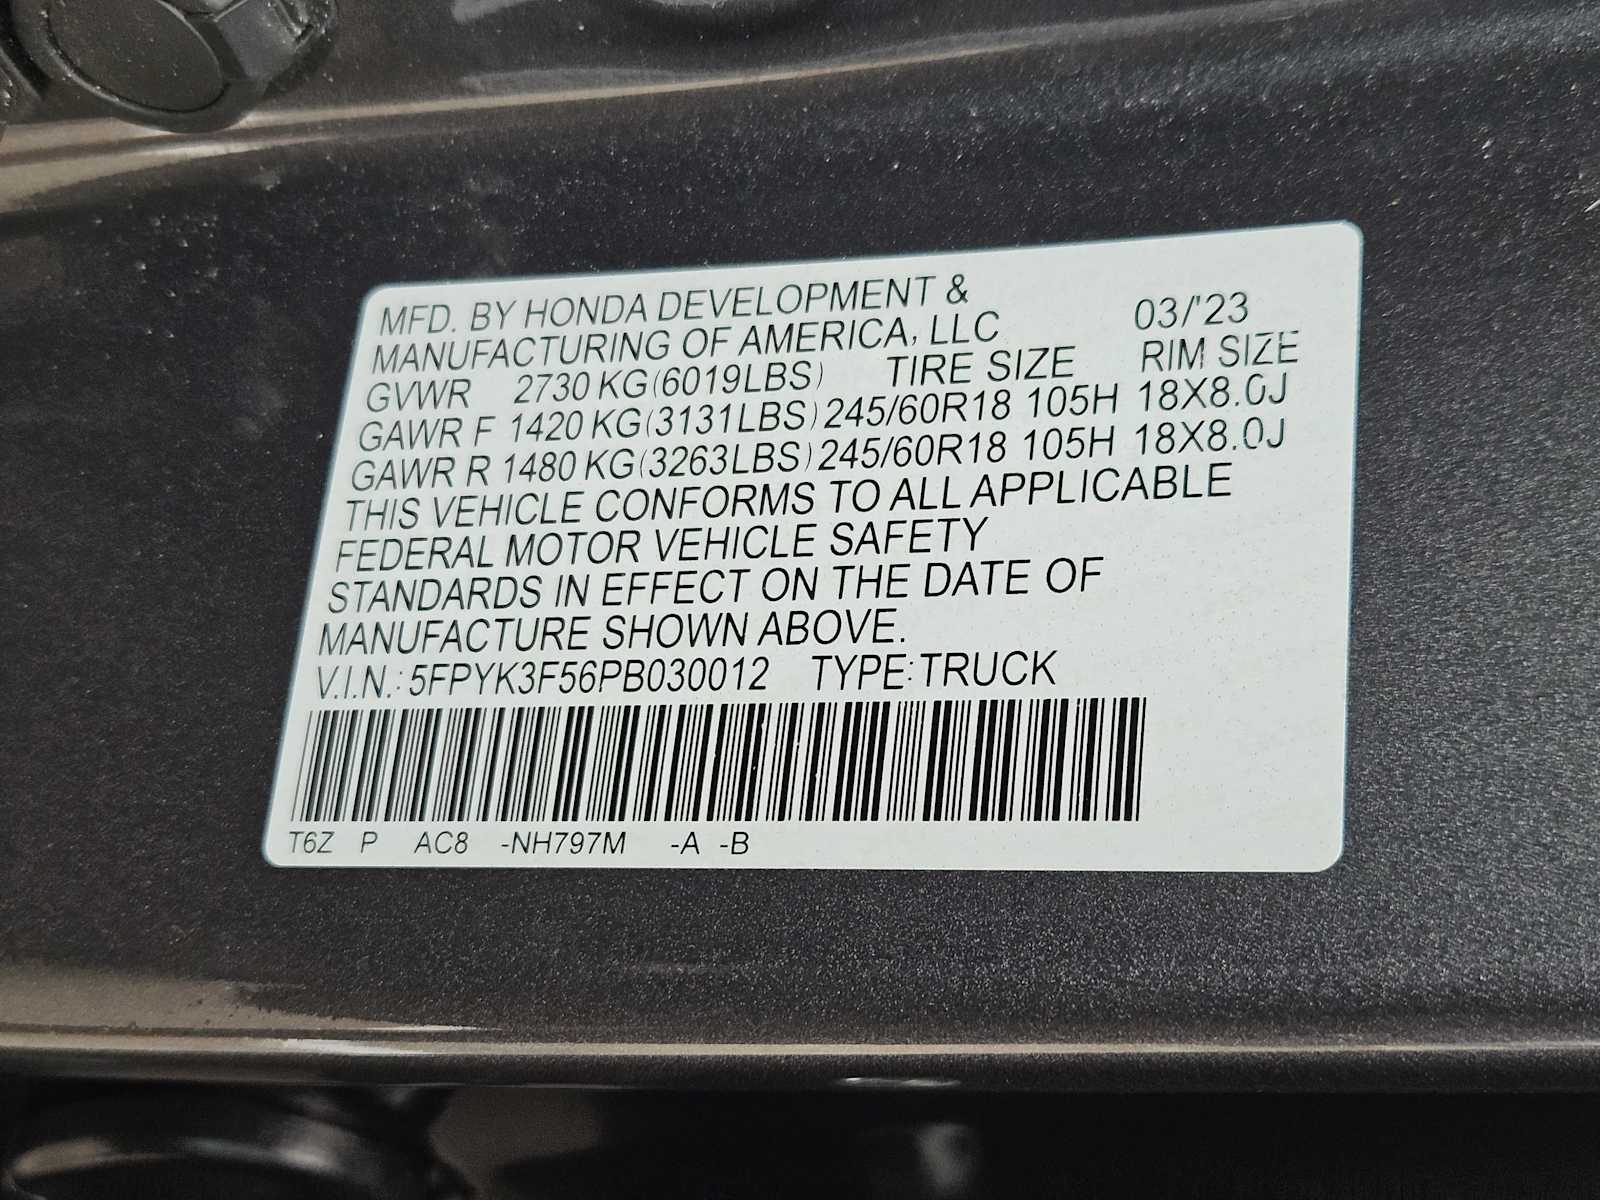 MFD. BY HONDA DEVELOPMENT &
MANUFACTURING OF AMERICA, LLC 03/'23
GVWR 2730 KG(6019LBS) TIRE SIZE RIM SIZE
GAWR F 1420 KG(3131LBS) 245/60R18 105H 18X8.0J
GAWR R 1480 KG(3263LBS) 245/60R18 105H 18X8.0J
THIS VEHICLE CONFORMS TO ALL APPLICABLE
FEDERAL MOTOR VEHICLE SAFETY
STANDARDS IN EFFECT ON THE DATE OF
MANUFACTURE SHOWN ABOVE.
V.I.N.: 5FPYK3F56PB030012 TYPE: TRUCK
T6Z P AC8 -NH797M -A -B